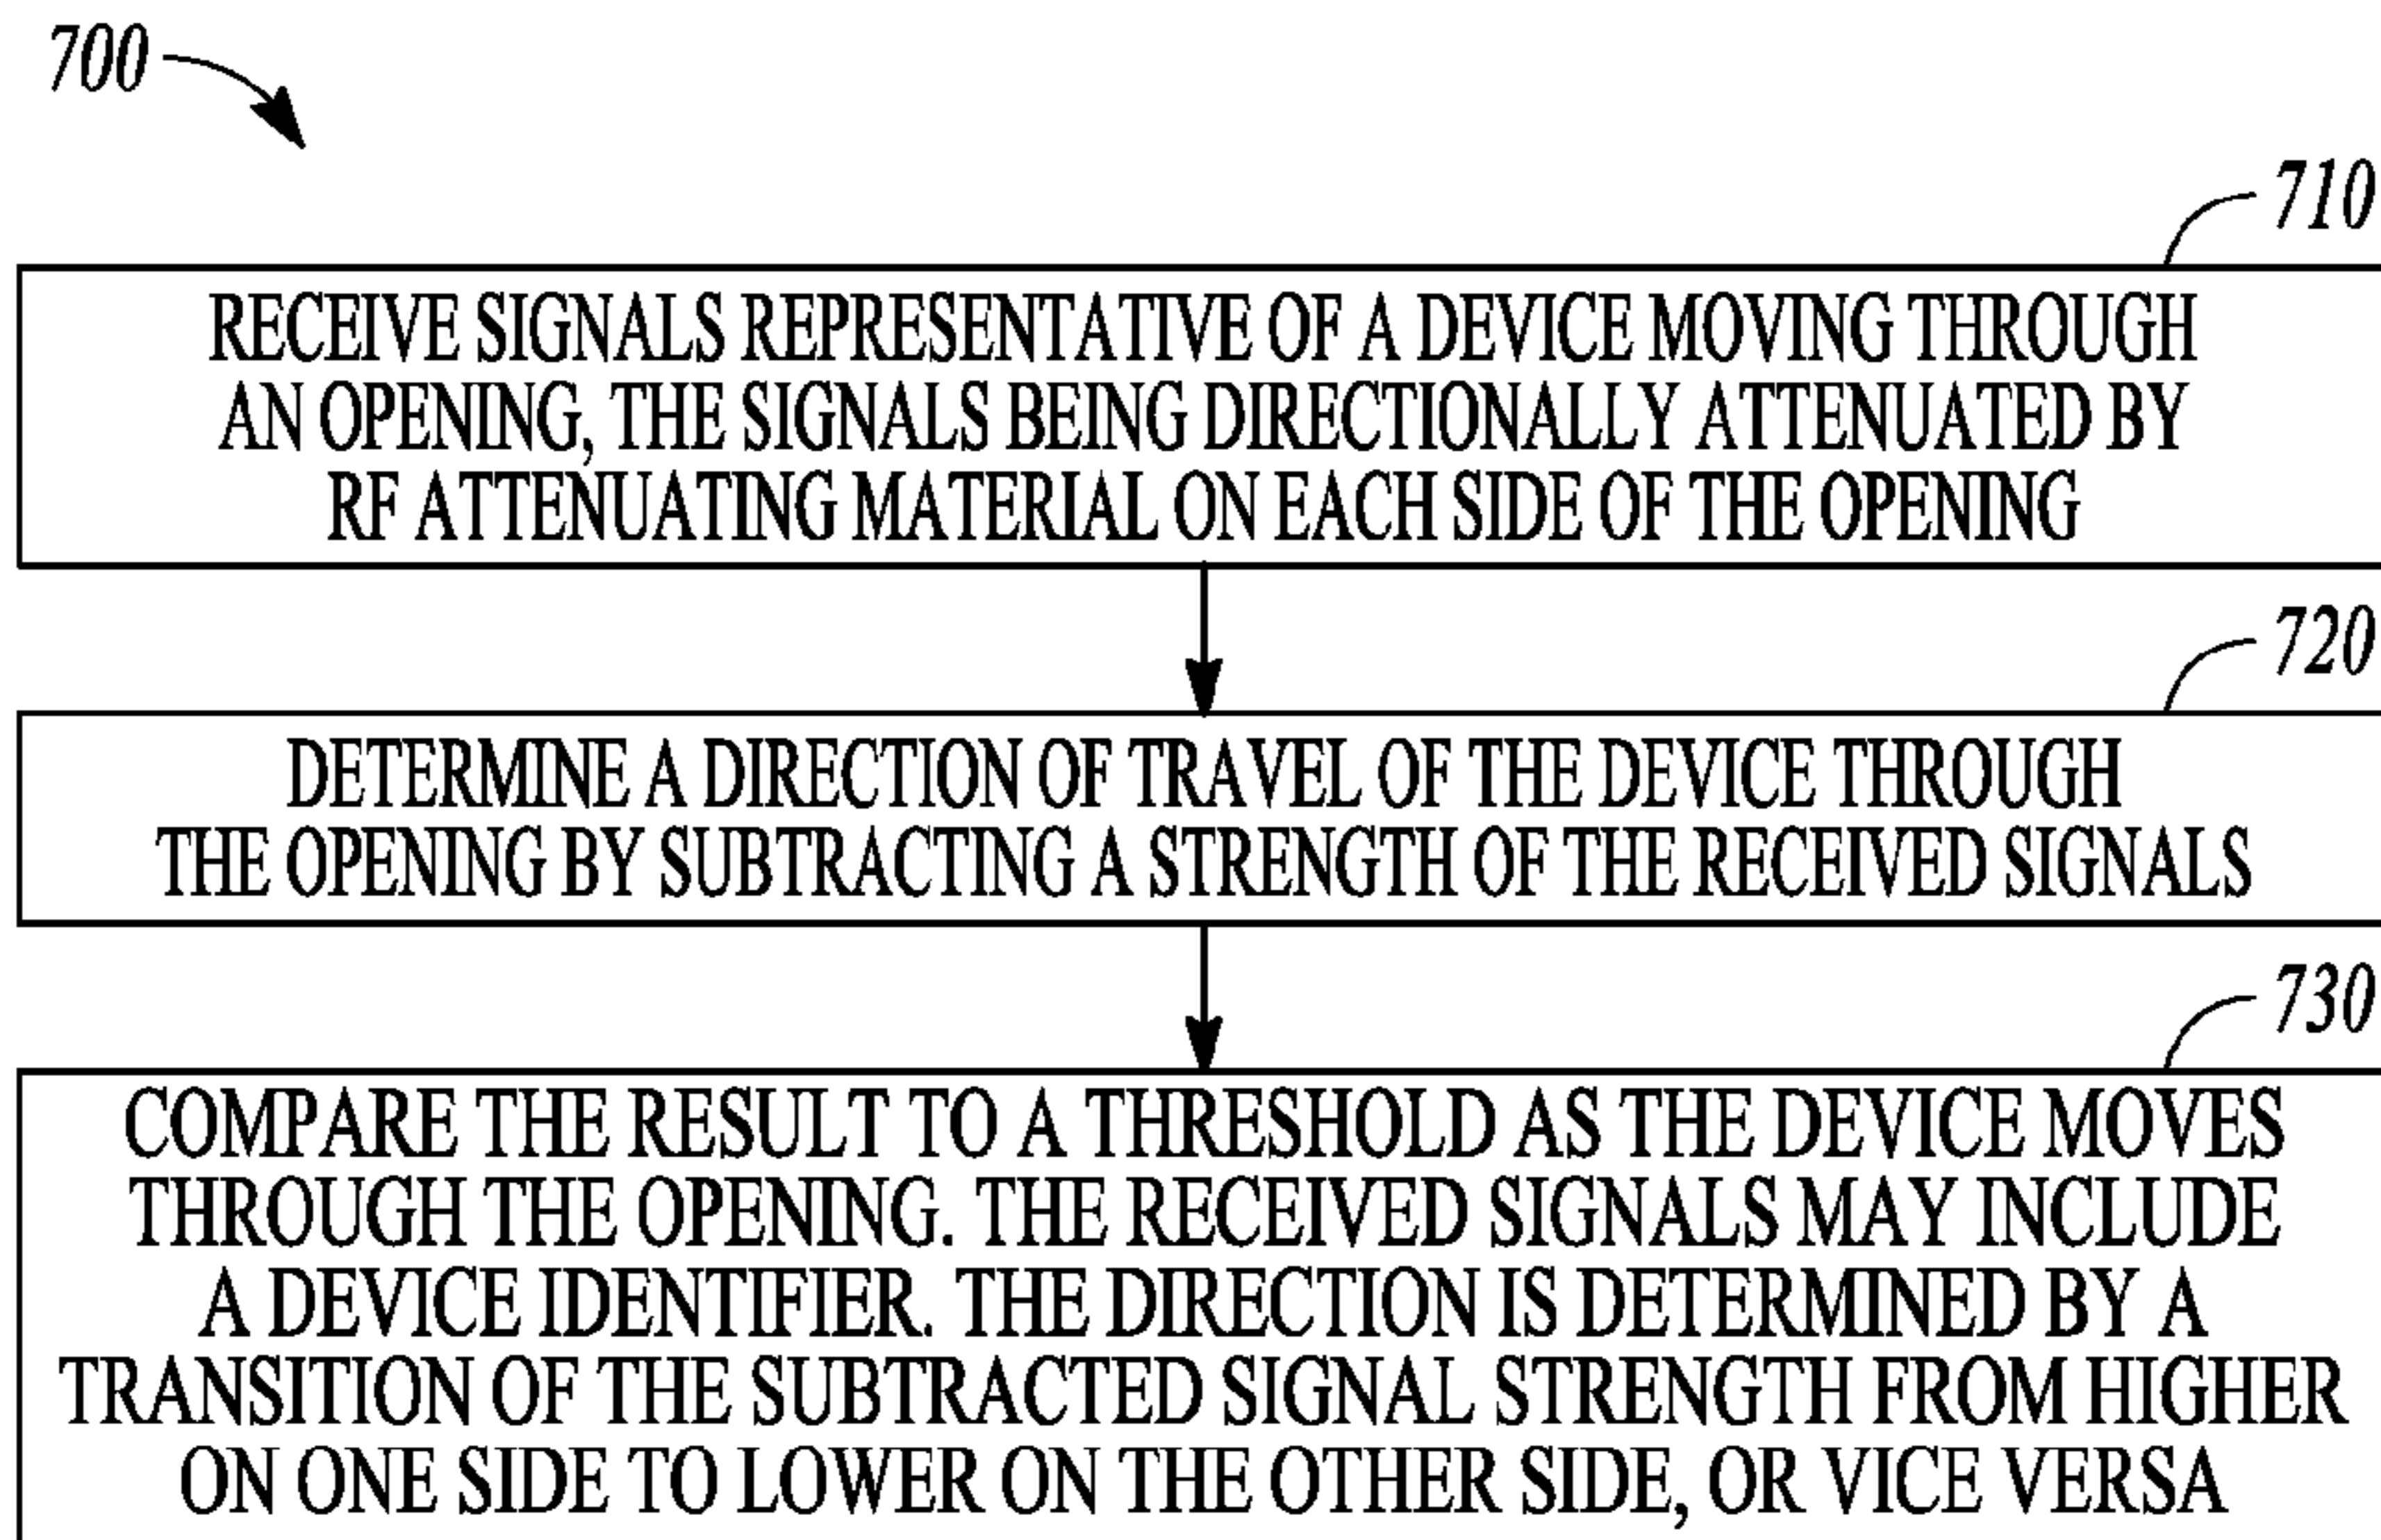 700
710
RECEIVE SIGNALS REPRESENTATIVE OF A DEVICE MOVING THROUGH
AN OPENING, THE SIGNALS BEING DIRECTIONALLY ATTENUATED BY
RF ATTENUATING MATERIAL ON EACH SIDE OF THE OPENING
720
DETERMINE A DIRECTION OF TRAVEL OF THE DEVICE THROUGH
THE OPENING BY SUBTRACTING A STRENGTH OF THE RECEIVED SIGNALS
730
COMPARE THE RESULT TO A THRESHOLD AS THE DEVICE MOVES
THROUGH THE OPENING. THE RECEIVED SIGNALS MAY INCLUDE
A DEVICE IDENTIFIER. THE DIRECTION IS DETERMINED BY A
TRANSITION OF THE SUBTRACTED SIGNAL STRENGTH FROM HIGHER
ON ONE SIDE TO LOWER ON THE OTHER SIDE, OR VICE VERSA